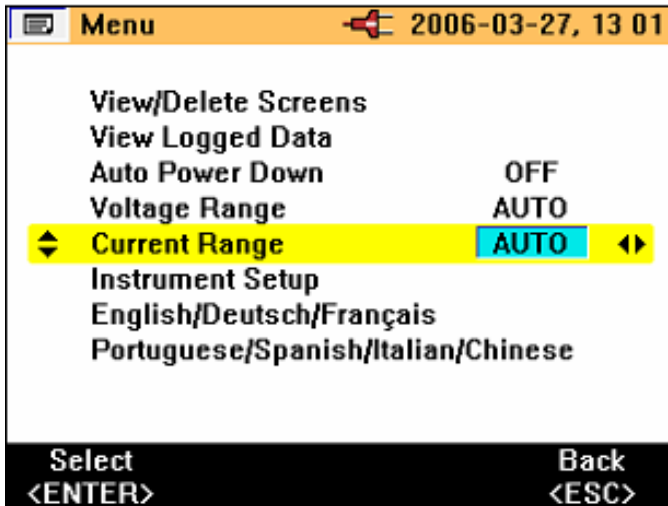 Menu 2006-03-27, 13 01
View/Delete Screens
View Logged Data
Auto Power Down OFF
Voltage Range AUTO
Current Range AUTO
Instrument Setup
English/Deutsch/Français
Portuguese/Spanish/Italian/Chinese
Select Back
<ENTER> <ESC>